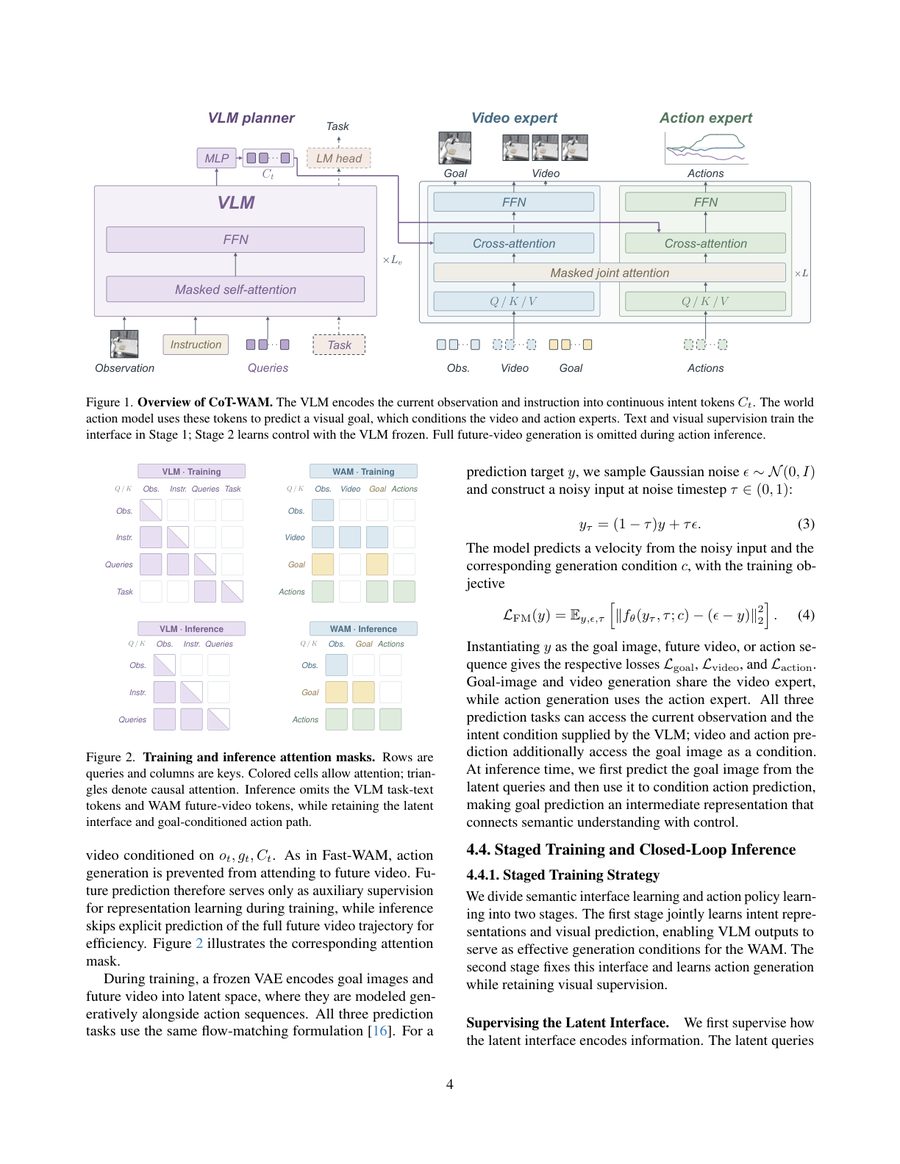 VLM planner
Video expert
Action expert
Task
MLP
C_t
LM head
Goal
Video
Actions
VLM
FFN
Masked self-attention
×L_v
FFN
FFN
Cross-attention
Cross-attention
Masked joint attention
×L
Q / K / V
Q / K / V
Observation
Instruction
Queries
Task
Obs.
Video
Goal
Actions
Figure 1. Overview of CoT-WAM. The VLM encodes the current observation and instruction into continuous intent tokens C_t. The world
action model uses these tokens to predict a visual goal, which conditions the video and action experts. Text and visual supervision train the
interface in Stage 1; Stage 2 learns control with the VLM frozen. Full future-video generation is omitted during action inference.
VLM · Training
Q / K Obs. Instr. Queries Task
Obs.
Instr.
Queries
Task
WAM · Training
Q / K Obs. Video Goal Actions
Obs.
Video
Goal
Actions
VLM · Inference
Q / K Obs. Instr. Queries
Obs.
Instr.
Queries
WAM · Inference
Q / K Obs. Goal Actions
Obs.
Goal
Actions
Figure 2. Training and inference attention masks. Rows are
queries and columns are keys. Colored cells allow attention; trian-
gles denote causal attention. Inference omits the VLM task-text
tokens and WAM future-video tokens, while retaining the latent
interface and goal-conditioned action path.
video conditioned on o_t, g_t, C_t. As in Fast-WAM, action
generation is prevented from attending to future video. Fu-
ture prediction therefore serves only as auxiliary supervision
for representation learning during training, while inference
skips explicit prediction of the full future video trajectory for
efficiency. Figure 2 illustrates the corresponding attention
mask.
During training, a frozen VAE encodes goal images and
future video into latent space, where they are modeled gen-
eratively alongside action sequences. All three prediction
tasks use the same flow-matching formulation [16]. For a
prediction target y, we sample Gaussian noise ϵ ∼ N(0, I)
and construct a noisy input at noise timestep τ ∈ (0, 1):
y_τ = (1 − τ)y + τϵ. (3)
The model predicts a velocity from the noisy input and the
corresponding generation condition c, with the training ob-
jective
L_FM(y) = E_{y,ϵ,τ} [‖f_θ(y_τ, τ; c) − (ϵ − y)‖₂²]. (4)
Instantiating y as the goal image, future video, or action se-
quence gives the respective losses L_goal, L_video, and L_action.
Goal-image and video generation share the video expert,
while action generation uses the action expert. All three
prediction tasks can access the current observation and the
intent condition supplied by the VLM; video and action pre-
diction additionally access the goal image as a condition.
At inference time, we first predict the goal image from the
latent queries and then use it to condition action prediction,
making goal prediction an intermediate representation that
connects semantic understanding with control.
4.4. Staged Training and Closed-Loop Inference
4.4.1. Staged Training Strategy
We divide semantic interface learning and action policy learn-
ing into two stages. The first stage jointly learns intent repre-
sentations and visual prediction, enabling VLM outputs to
serve as effective generation conditions for the WAM. The
second stage fixes this interface and learns action generation
while retaining visual supervision.
Supervising the Latent Interface. We first supervise how
the latent interface encodes information. The latent queries
4